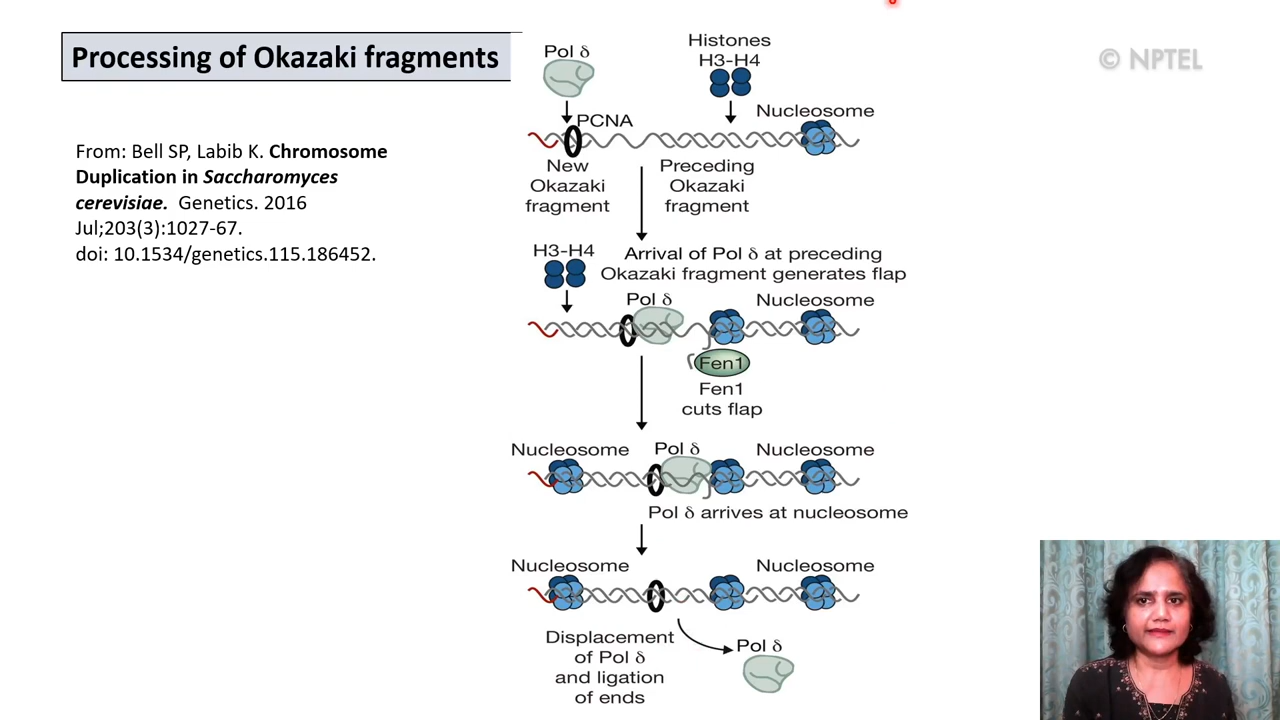 Processing of Okazaki fragments
© NPTEL
From: Bell SP, Labib K. Chromosome
Duplication in Saccharomyces
cerevisiae. Genetics. 2016
Jul;203(3):1027-67.
doi: 10.1534/genetics.115.186452.
Pol δ
Histones
H3-H4
PCNA
Nucleosome
New
Okazaki
fragment
Preceding
Okazaki
fragment
H3-H4
Arrival of Pol δ at preceding
Okazaki fragment generates flap
Pol δ
Nucleosome
Fen1
Fen1
cuts flap
Nucleosome
Pol δ
Nucleosome
Pol δ arrives at nucleosome
Nucleosome
Nucleosome
Displacement
of Pol δ
and ligation
of ends
Pol δ